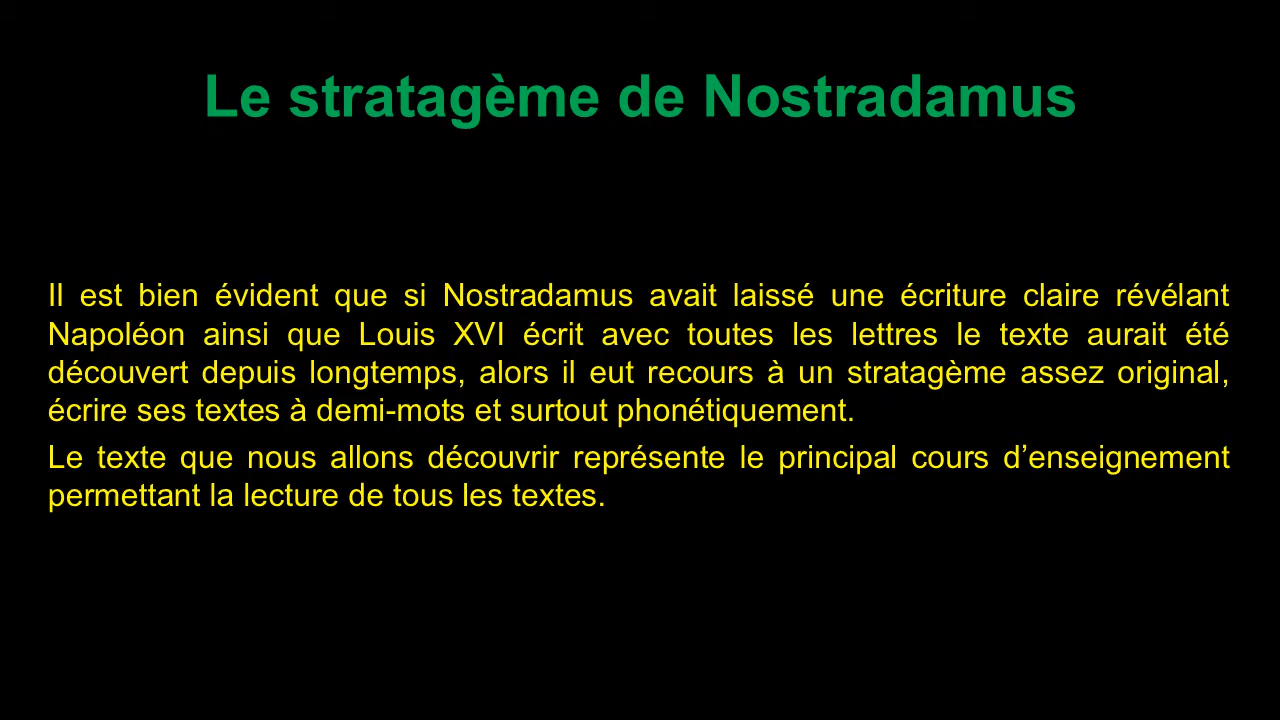 Le stratagème de Nostradamus
Il est bien évident que si Nostradamus avait laissé une écriture claire révélant
Napoléon ainsi que Louis XVI écrit avec toutes les lettres le texte aurait été
découvert depuis longtemps, alors il eut recours à un stratagème assez original,
écrire ses textes à demi-mots et surtout phonétiquement.
Le texte que nous allons découvrir représente le principal cours d’enseignement
permettant la lecture de tous les textes.